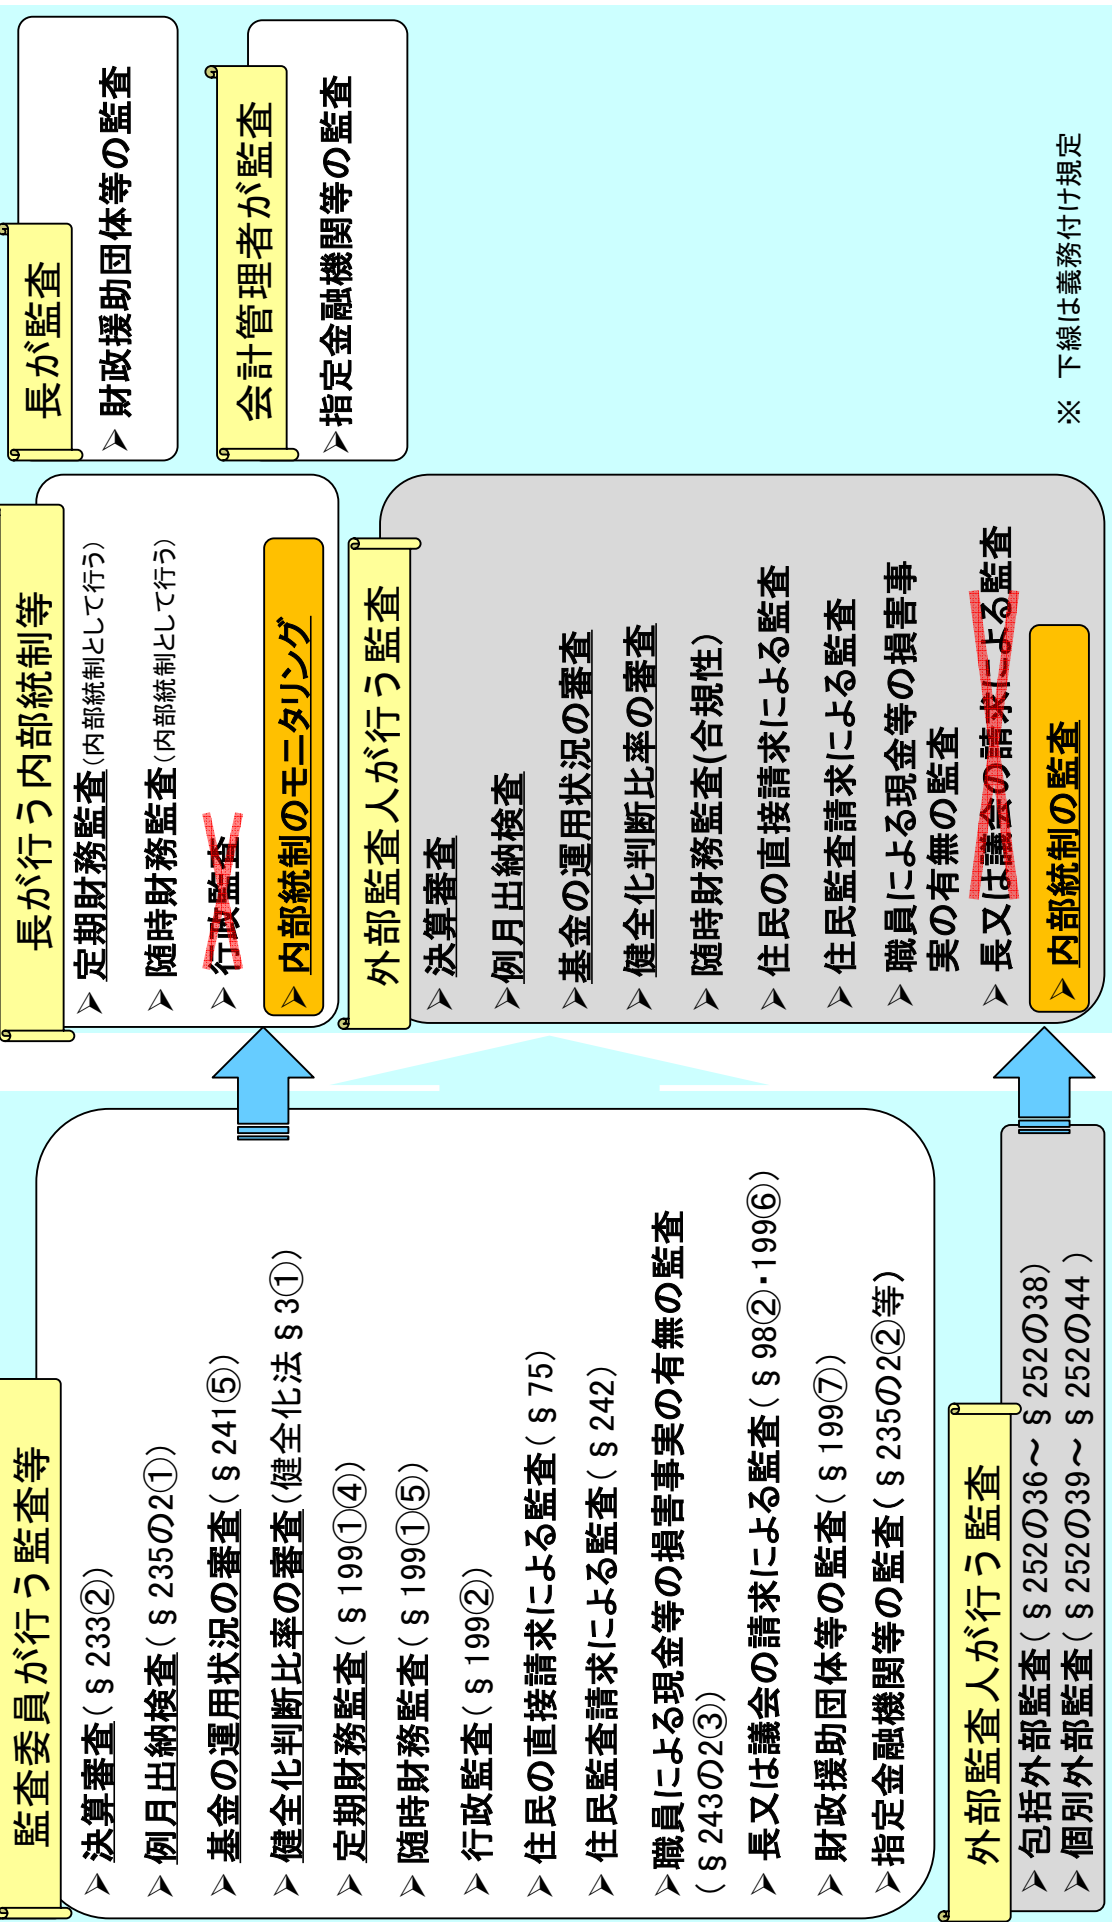 監査委員が行う監査等
➢ 決算審査(§233②)
➢ 例月出納検査(§235の2①)
➢ 基金の運用状況の審査(§241⑤)
➢ 健全化判断比率の審査(健全化法§3①)
➢ 定期財務監査(§199①④)
➢ 随時財務監査(§199①⑤)
➢ 行政監査(§199②)
➢ 住民の直接請求による監査(§75)
➢ 住民監査請求による監査(§242)
➢ 職員による現金等の損害事実の有無の監査
(§243の2③)
➢ 長又は議会の請求による監査(§98②・199⑥)
➢ 財政援助団体等の監査(§199⑦)
➢ 指定金融機関等の監査(§235の2②等)
外部監査人が行う監査
➢ 包括外部監査(§252の36~§252の38)
➢ 個別外部監査(§252の39~§252の44)
長が行う内部統制等
➢ 定期財務監査(内部統制として行う)
➢ 随時財務監査(内部統制として行う)
➢ 行政監査
➢ 内部統制のモニタリング
外部監査人が行う監査
➢ 決算審査
➢ 例月出納検査
➢ 基金の運用状況の審査
➢ 健全化判断比率の審査
➢ 随時財務監査(合規性)
➢ 住民の直接請求による監査
➢ 住民監査請求による監査
➢ 職員による現金等の損害事
実の有無の監査
➢ 長又は議会の請求による監査
➢ 内部統制の監査
長が監査
➢ 財政援助団体等の監査
会計管理者が監査
➢ 指定金融機関等の監査
※ 下線は義務付け規定